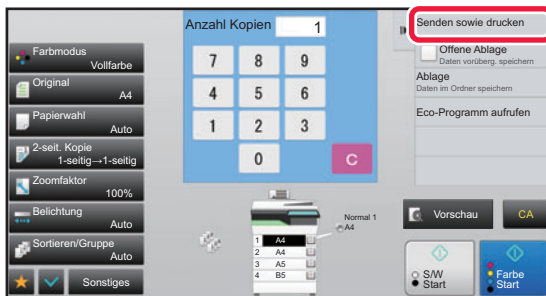 Anzahl Kopien 1
Farbmodus
Vollfarbe
Original
A4
Papierwahl
Auto
2-seit. Kopie
1-seitig→1-seitig
Zoomfaktor
100%
Belichtung
Auto
Sortieren/Gruppe
Auto
Sonstiges
7 8 9
4 5 6
1 2 3
0 C
Normal 1
A4
1 A4
2 A4
3 A5
4 B5
Senden sowie drucken
Offene Ablage
Daten vorüberg. speichern
Ablage
Daten im Ordner speichern
Eco-Programm aufrufen
Vorschau CA
S/W
Start
Farbe
Start